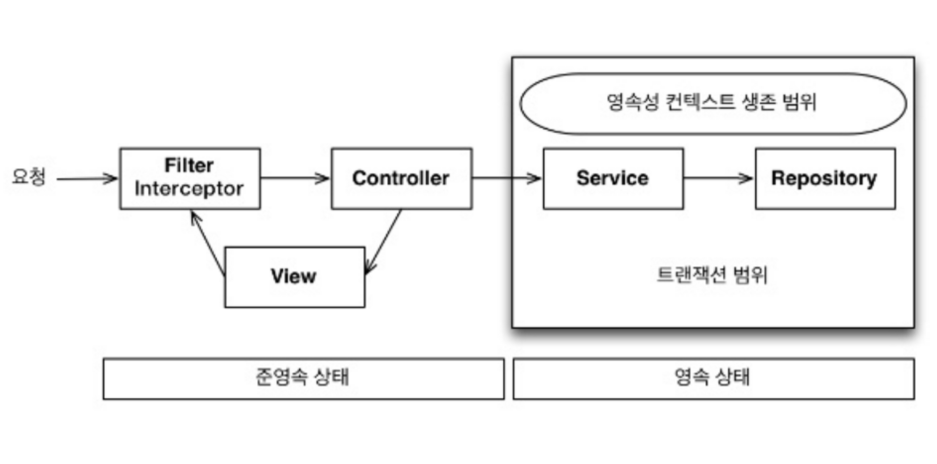 영속성 컨텍스트 생존 범위
요청
Filter
Interceptor
Controller
Service
Repository
View
트랜잭션 범위
준영속 상태
영속 상태